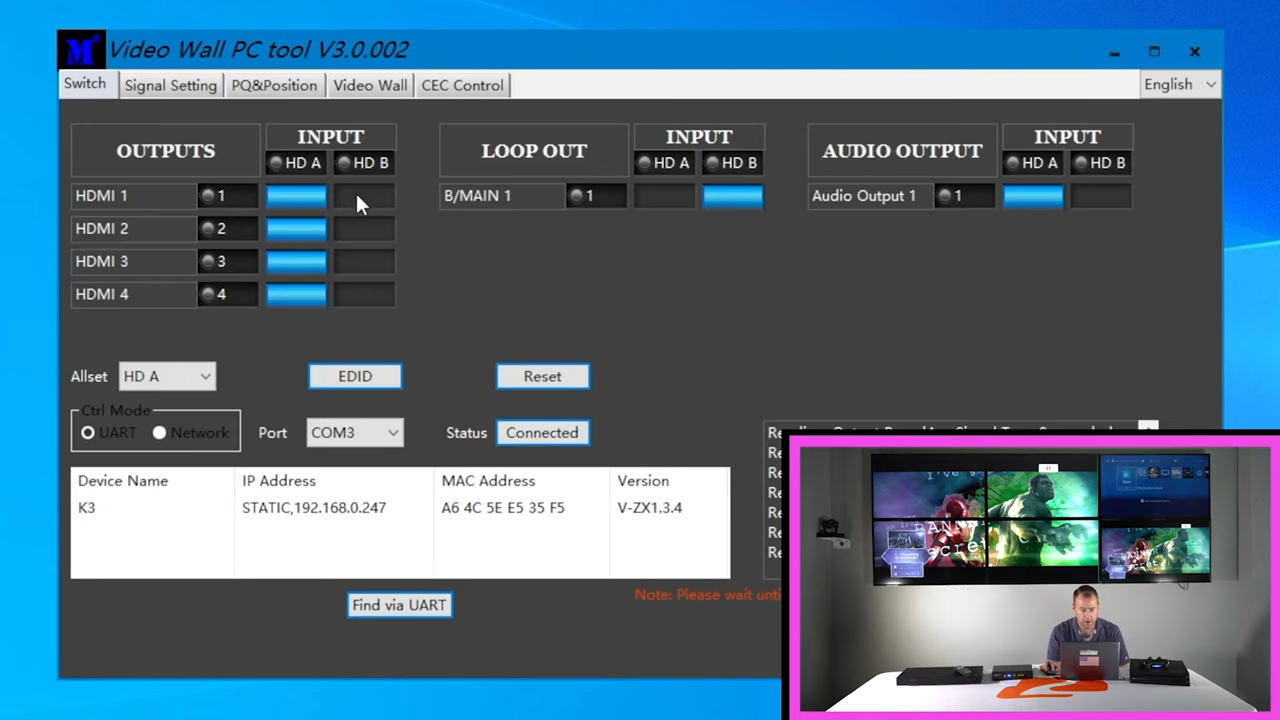 Video Wall PC tool V3.0.002
Switch Signal Setting PQ&Position Video Wall CEC Control English
OUTPUTS INPUT LOOP OUT INPUT AUDIO OUTPUT INPUT
HD A HD B HD A HD B HD A HD B
HDMI 1 1 B/MAIN 1 1 Audio Output 1 1
HDMI 2 2
HDMI 3 3
HDMI 4 4
Allset HD A EDID Reset
Ctrl Mode
UART Network Port COM3 Status Connected
Device Name IP Address MAC Address Version
K3 STATIC,192.168.0.247 A6 4C 5E E5 35 F5 V-ZX1.3.4
Find via UART
Note: Please wait unti